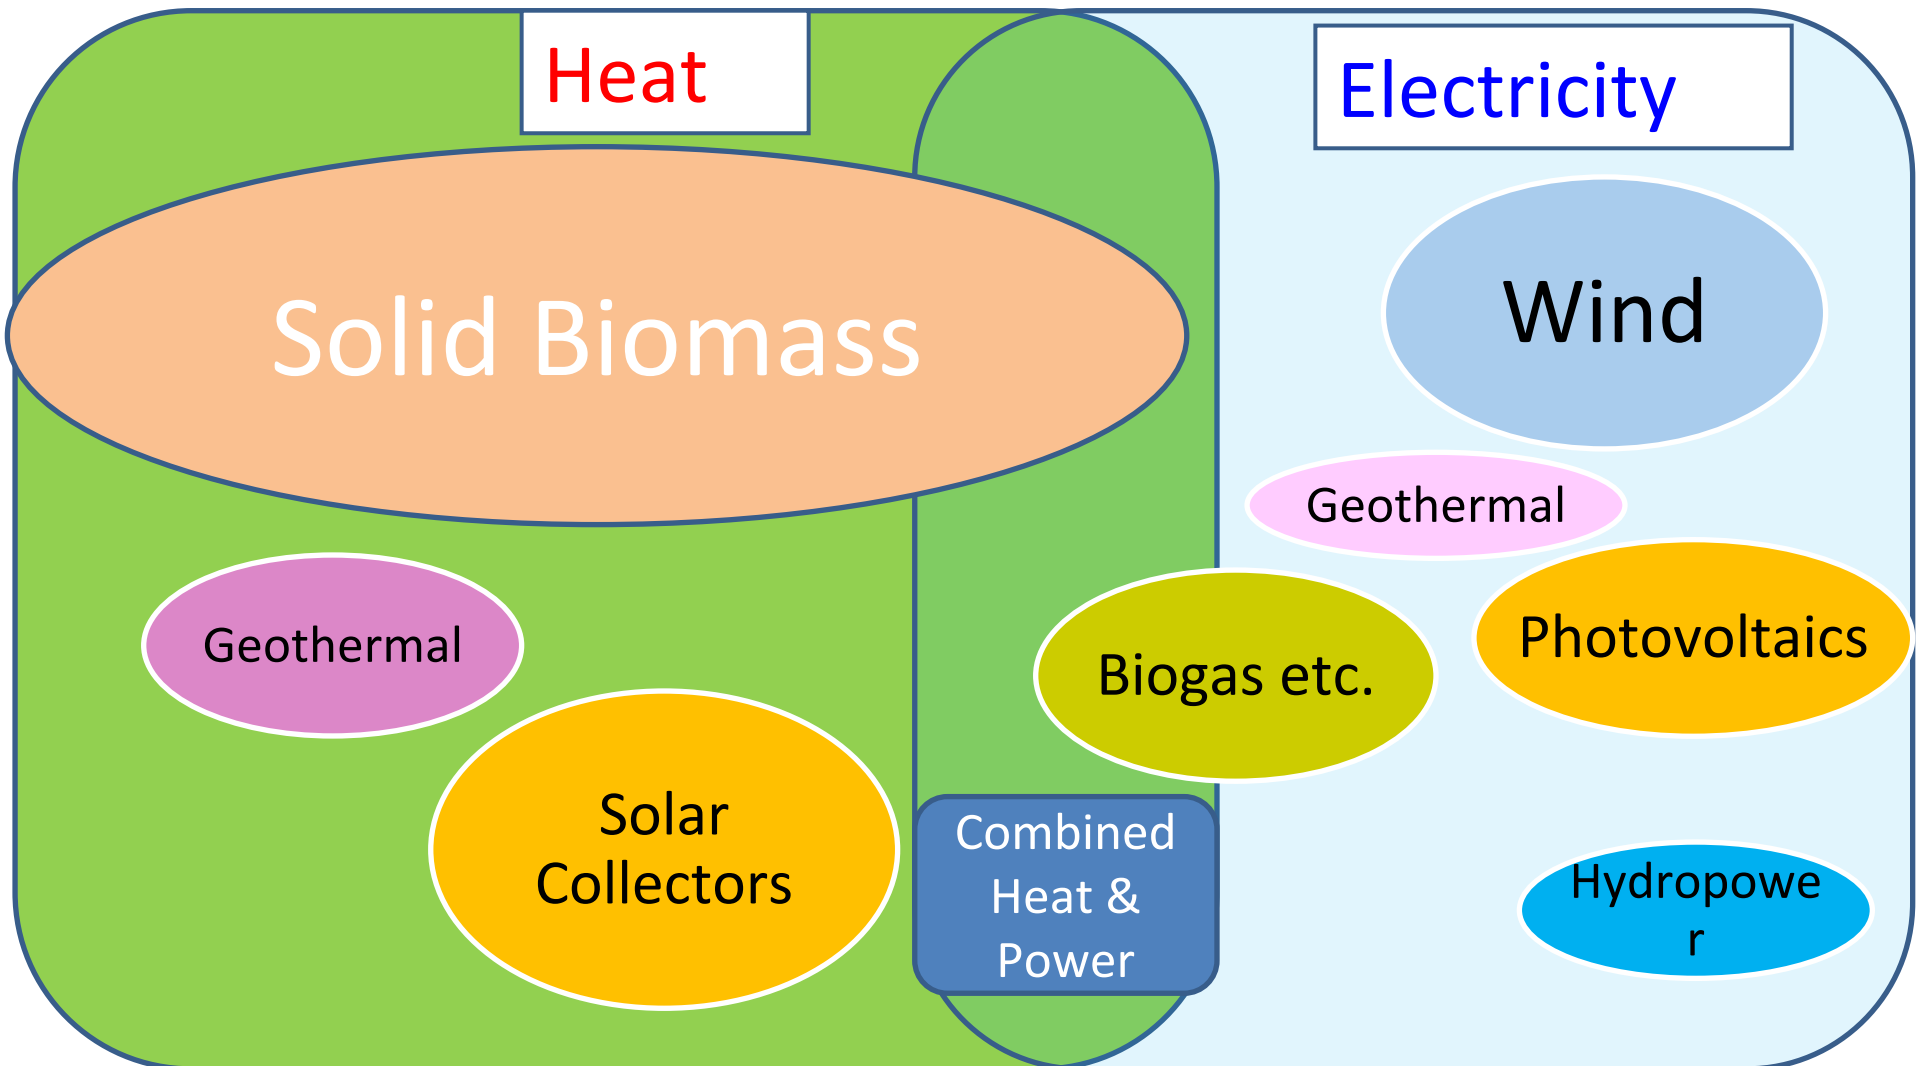 Heat
Electricity
Solid Biomass
Wind
Geothermal
Geothermal
Photovoltaics
Biogas etc.
Solar
Collectors
Combined
Heat &
Power
Hydropowe
r